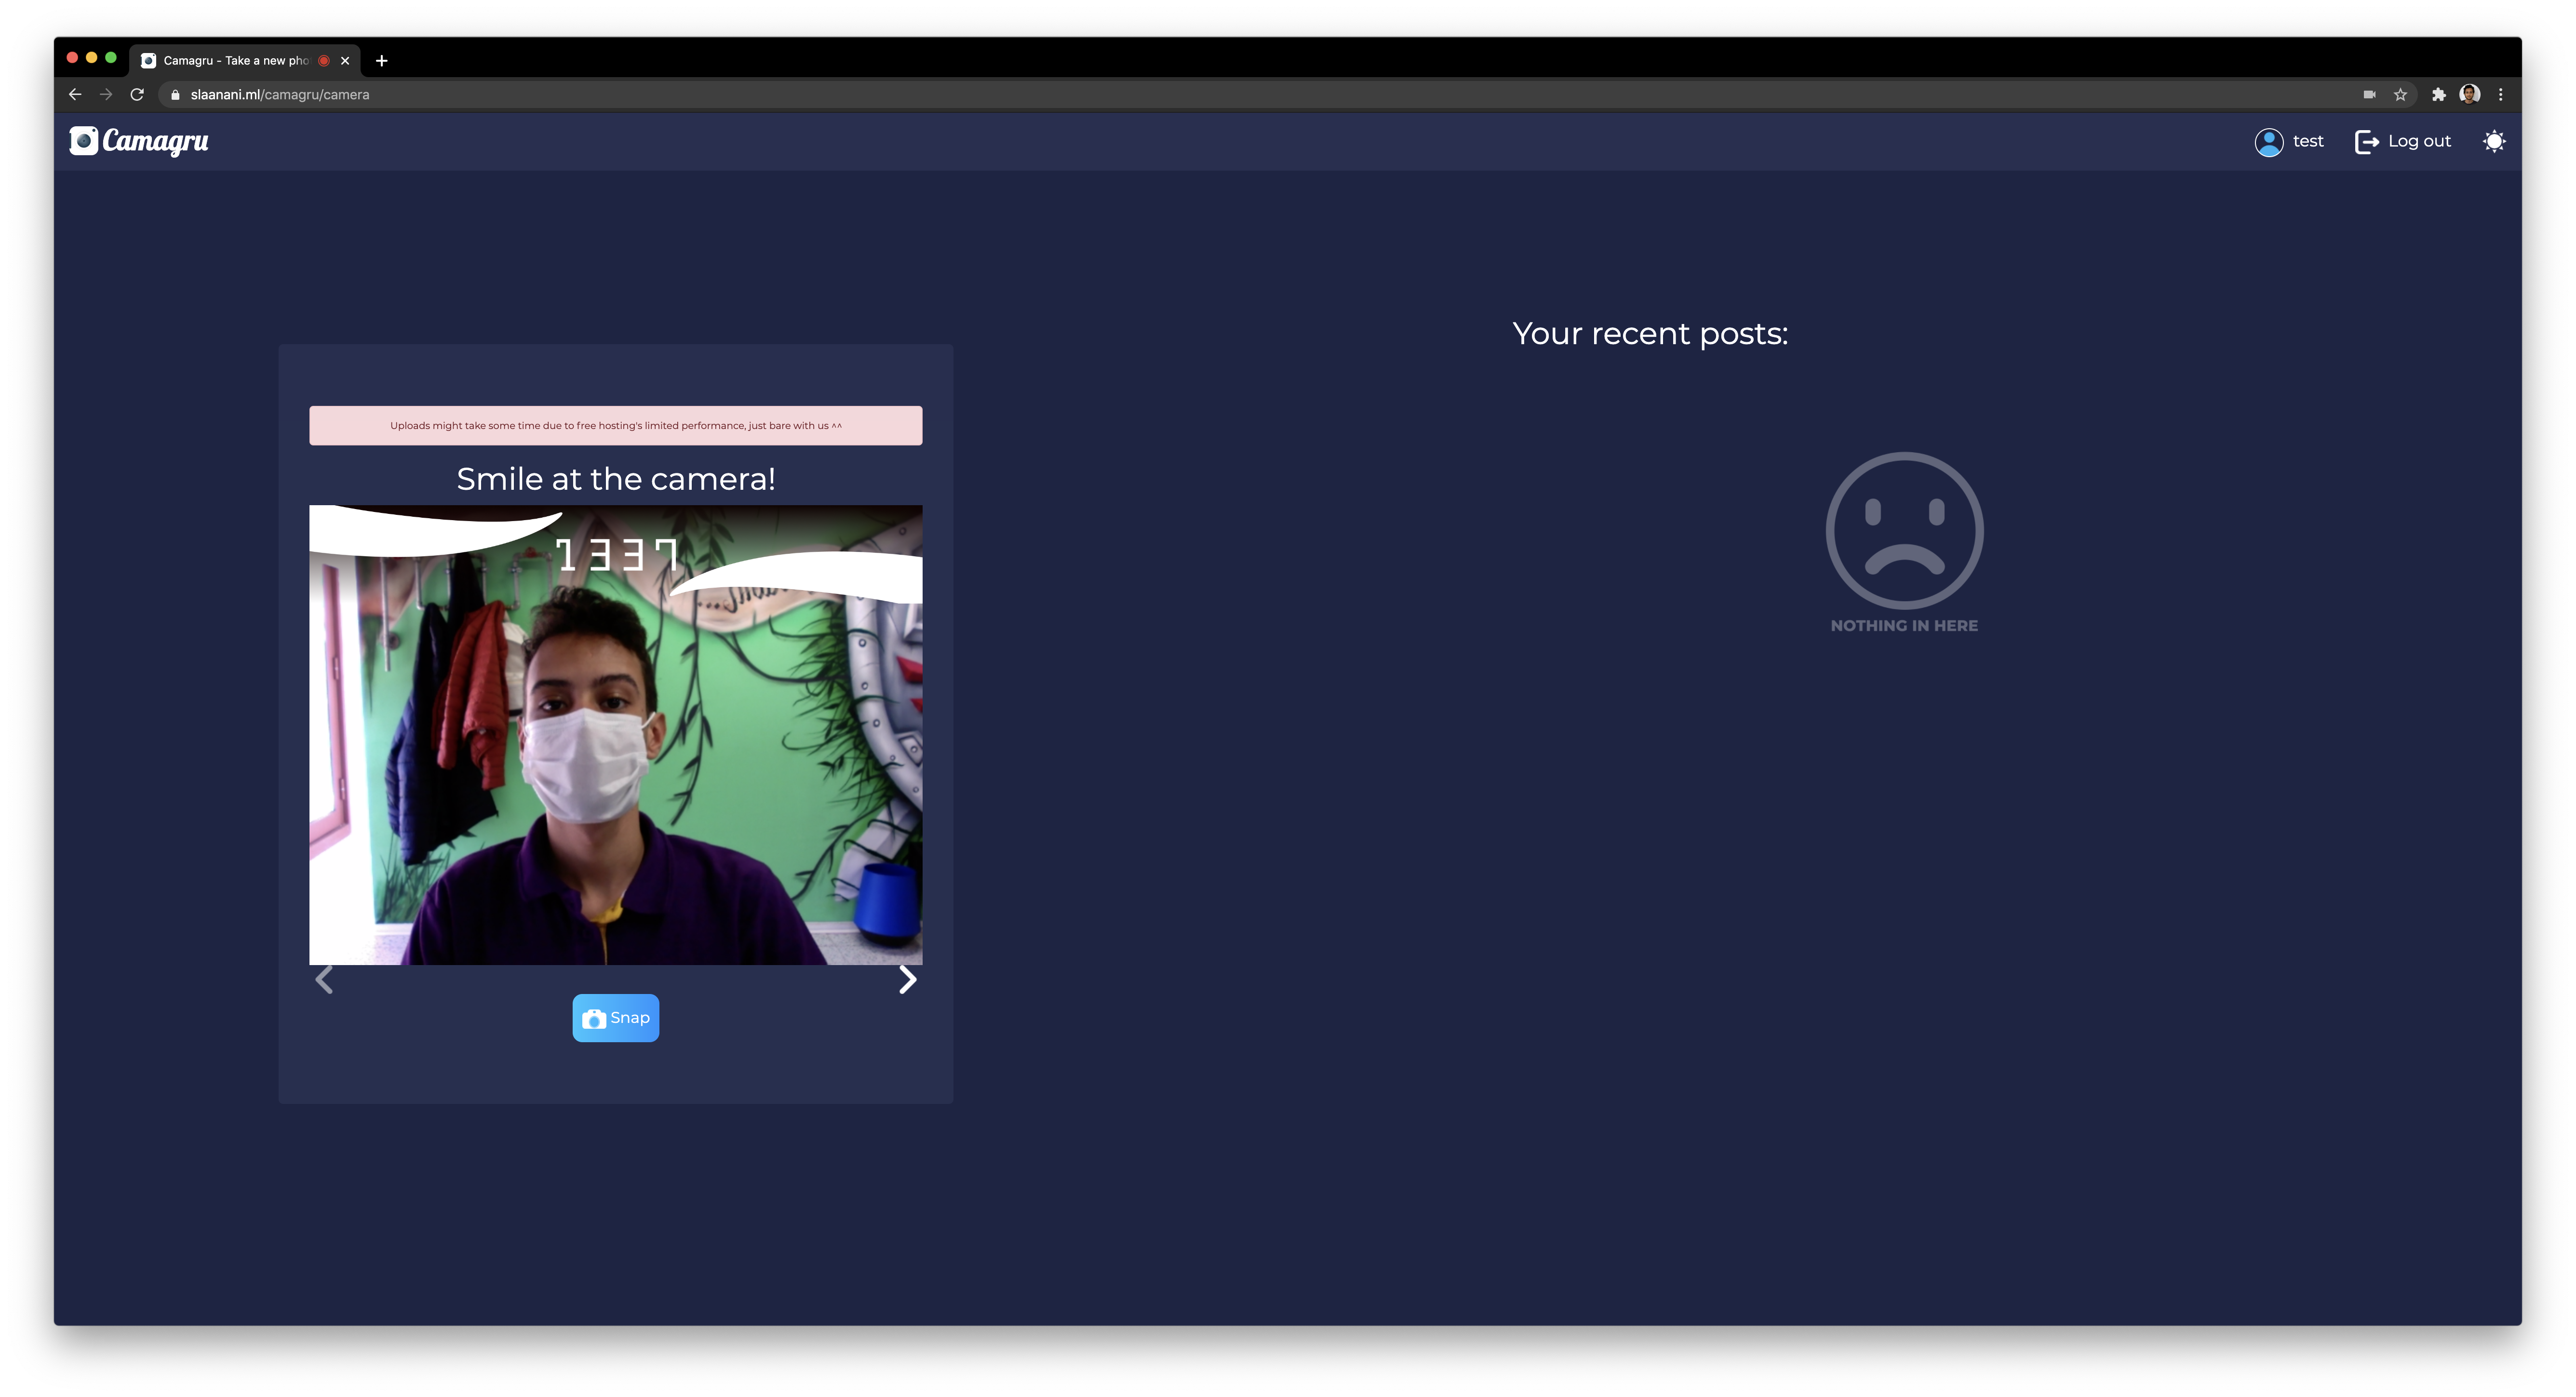 Camagru - Take a new pho
slaanani.ml/camagru/camera
Camagru
test
Log out
Your recent posts:
Uploads might take some time due to free hosting's limited performance, just bare with us ^^
Smile at the camera!
1337
NOTHING IN HERE
Snap